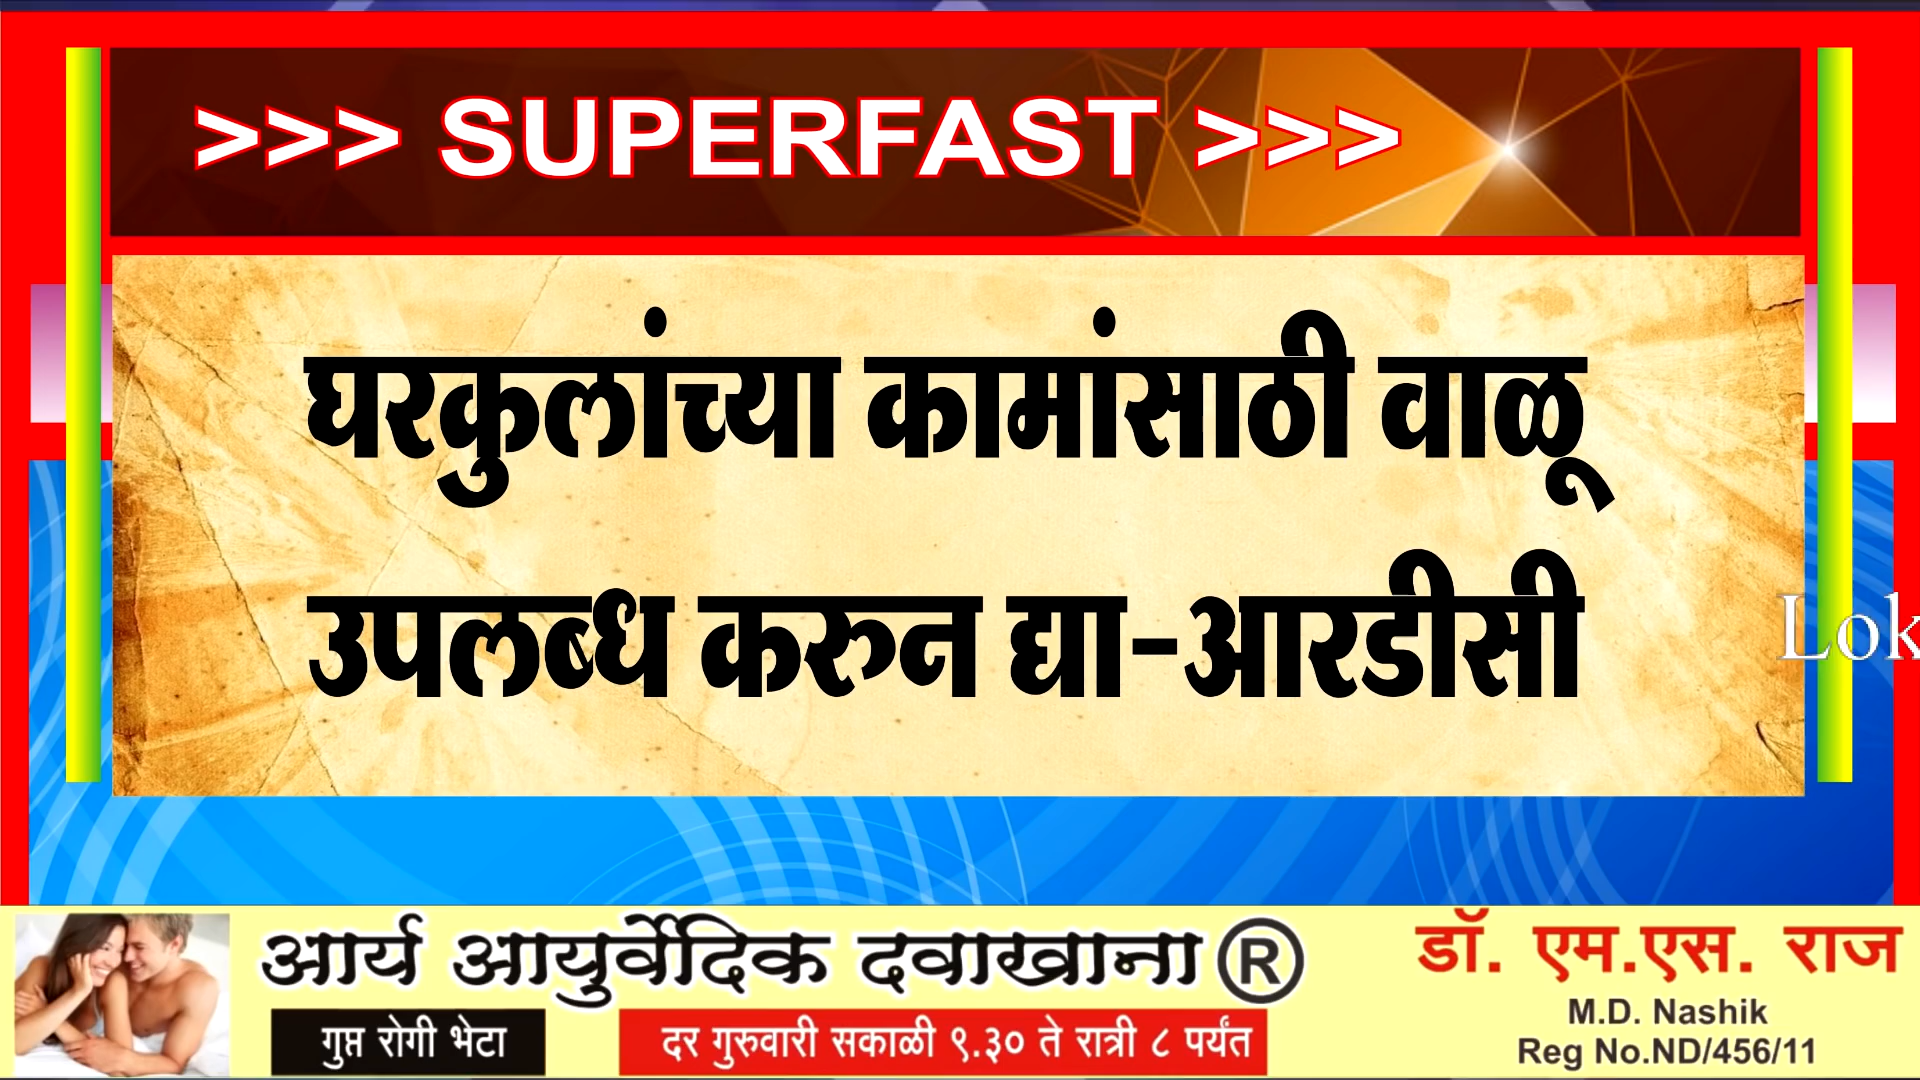 >>> SUPERFAST >>>
घरकुलांच्या कामांसाठी वाळू
उपलब्ध करुन द्या-आरडीसी
Lok
आर्य आयुर्वेदिक दवाखाना®
गुप्त रोगी भेटा
दर गुरुवारी सकाळी ९.३० ते रात्री ८ पर्यंत
डॉ. एम.एस. राज
M.D. Nashik
Reg No.ND/456/11